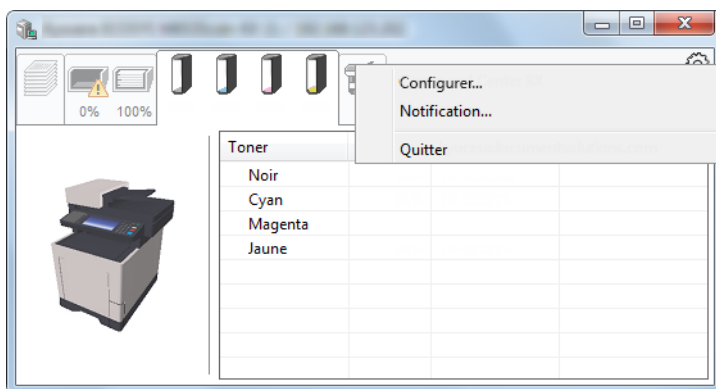 0% 100%
Configurer...
Notification...
Quitter
Toner
Noir
Cyan
Magenta
Jaune